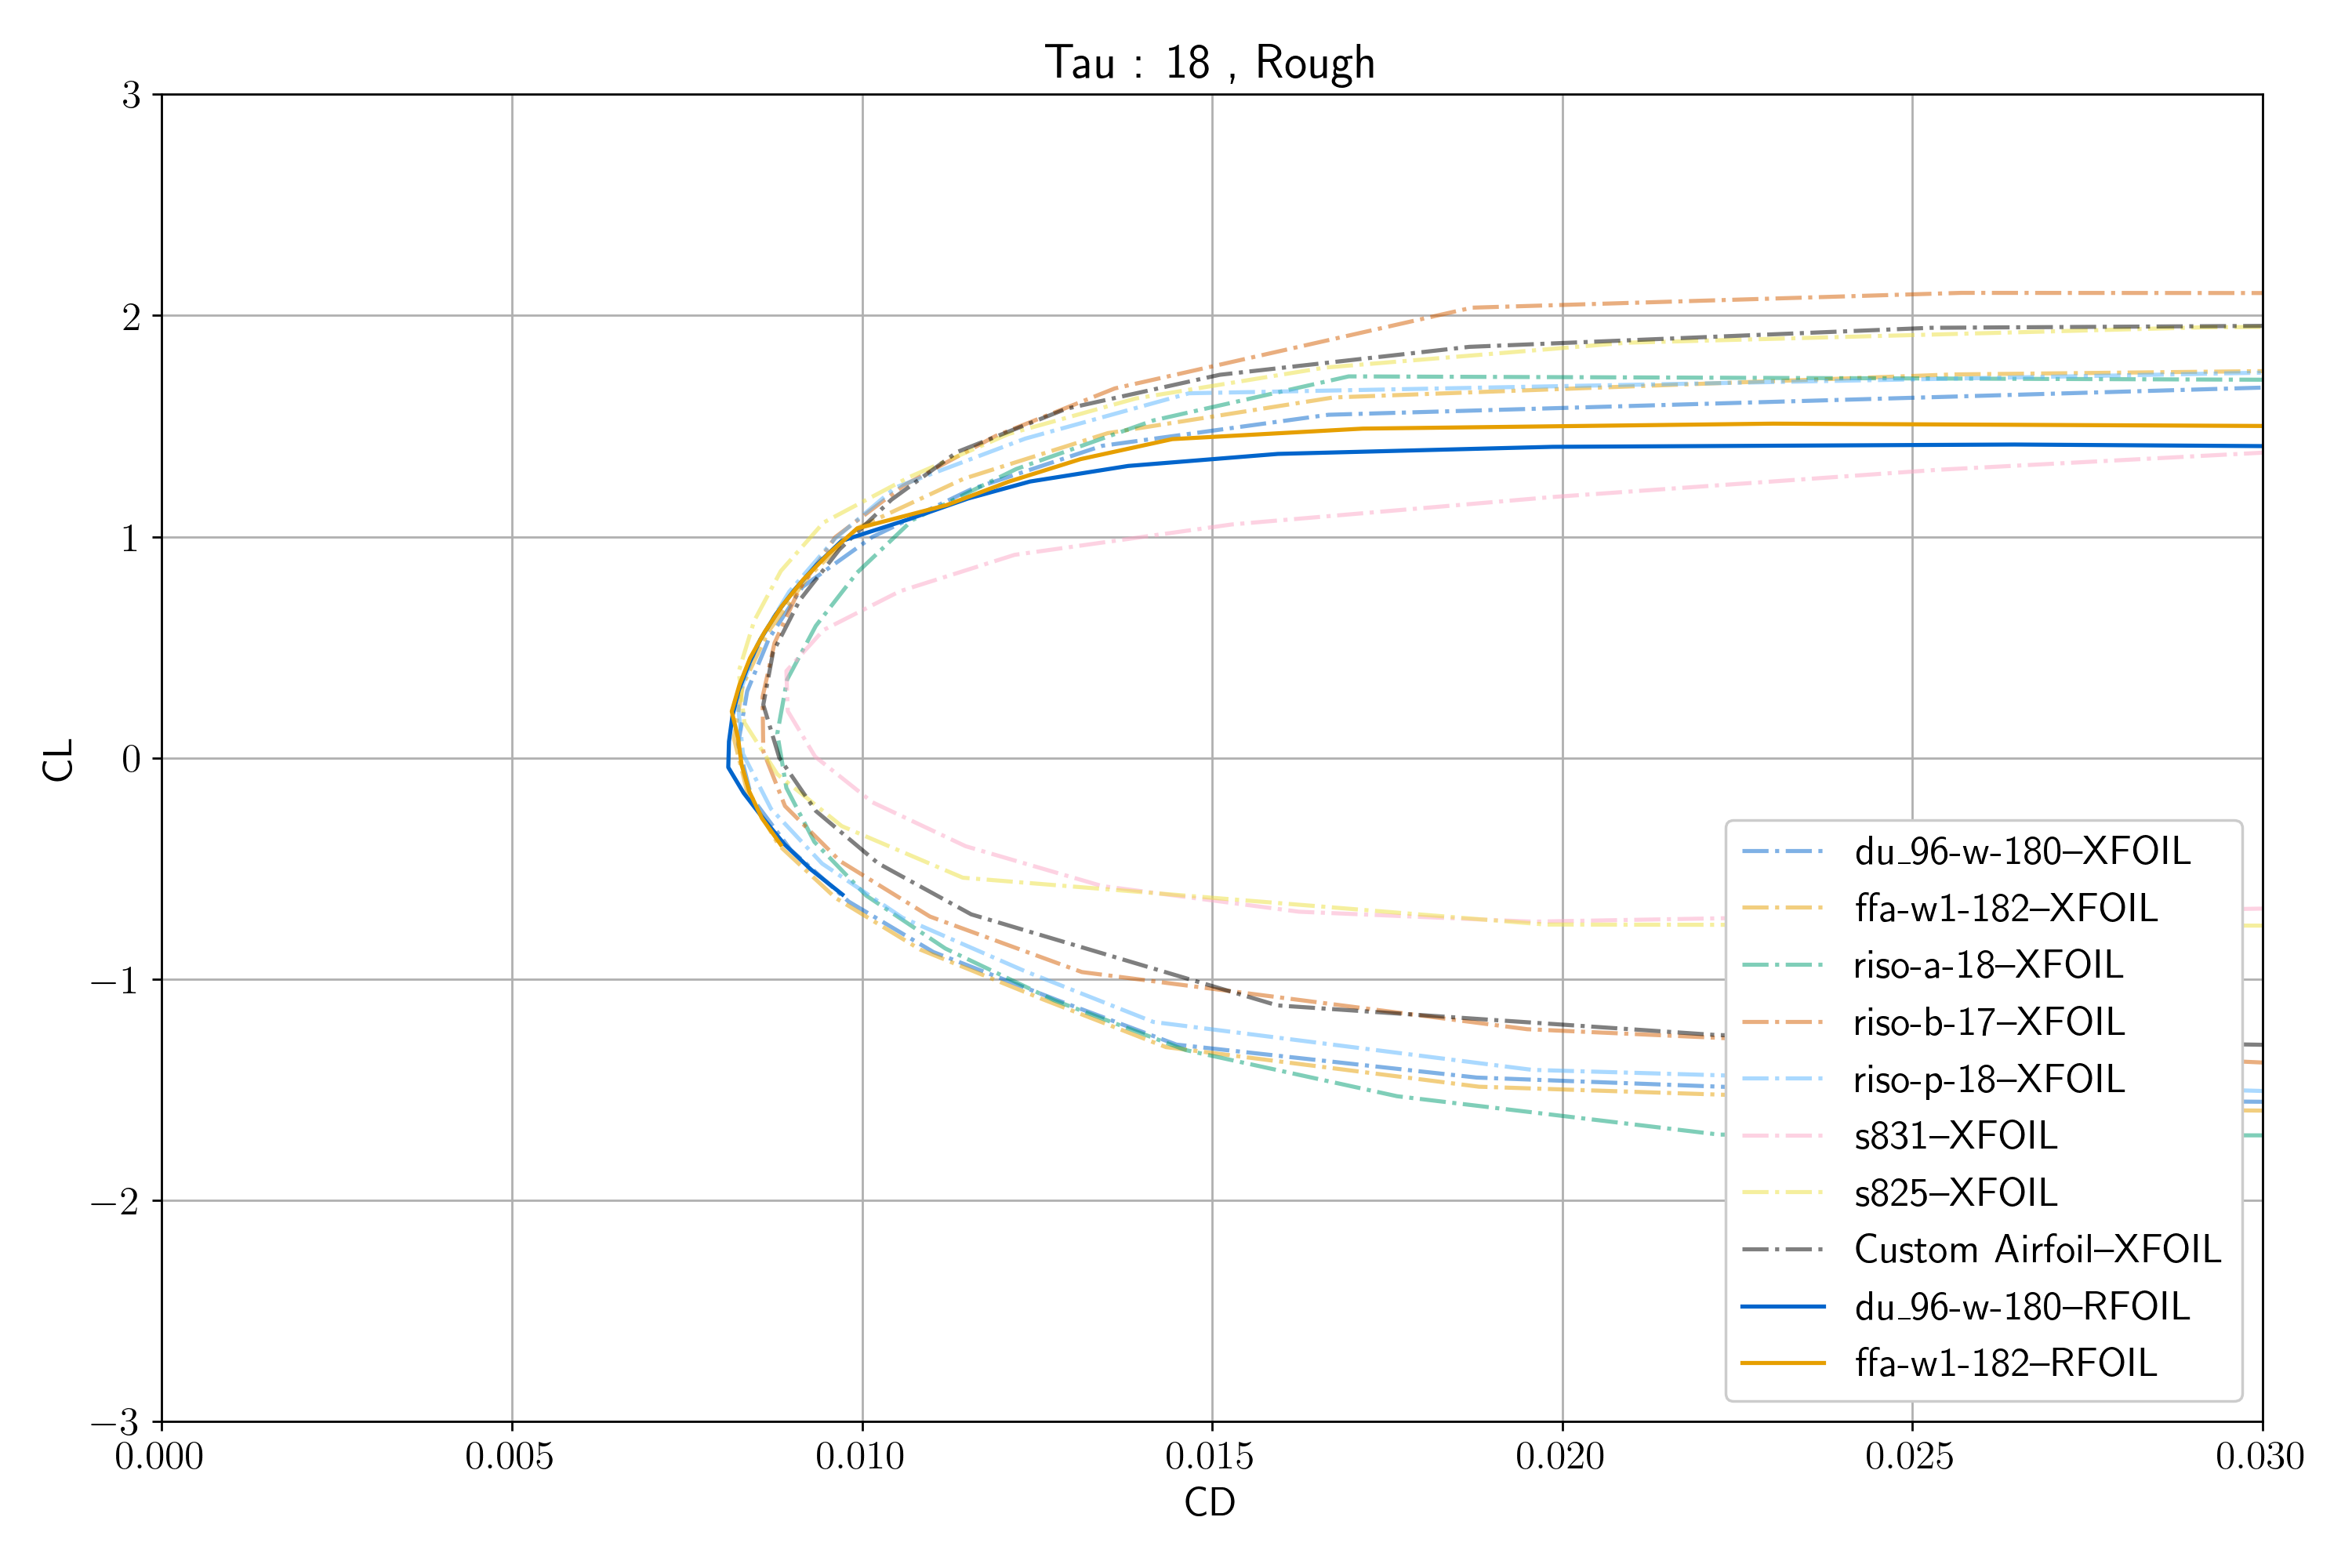 Tau : 18 , Rough
3
2
1
0
−1
−2
−3
CL
0.000 0.005 0.010 0.015 0.020 0.025 0.030
CD
du_96-w-180–XFOIL
ffa-w1-182–XFOIL
riso-a-18–XFOIL
riso-b-17–XFOIL
riso-p-18–XFOIL
s831–XFOIL
s825–XFOIL
Custom Airfoil–XFOIL
du_96-w-180–RFOIL
ffa-w1-182–RFOIL